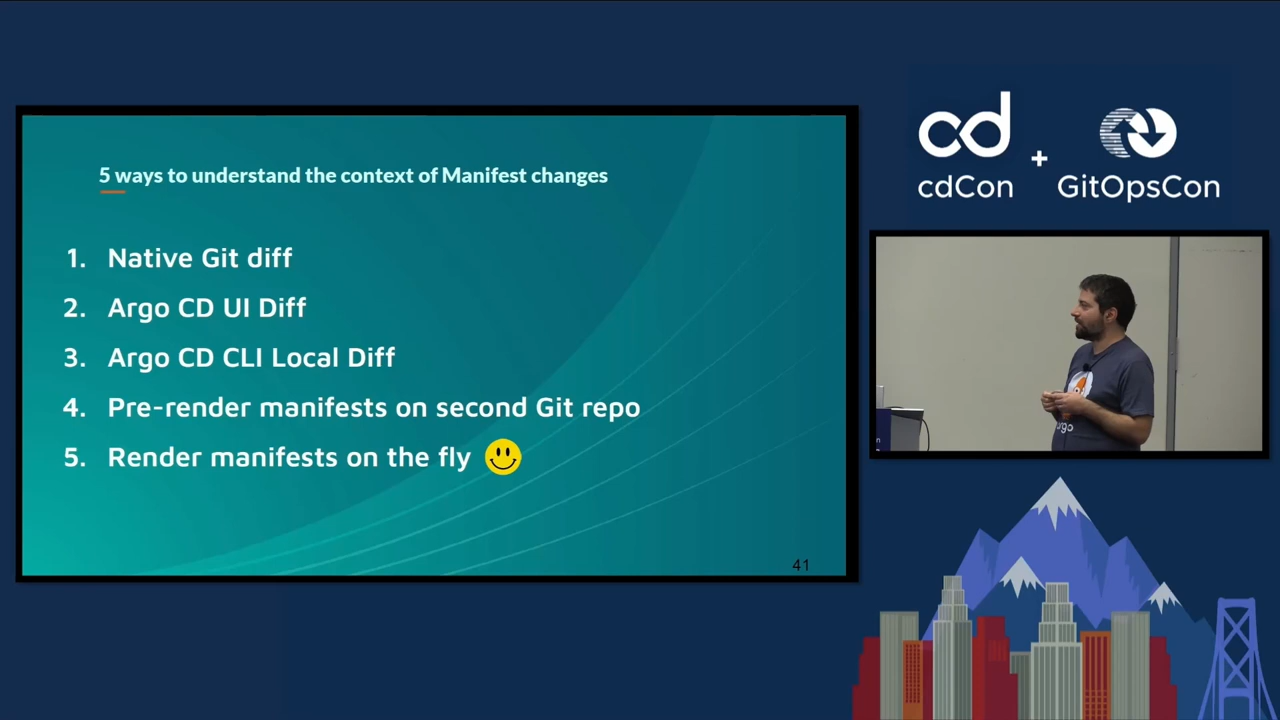 5 ways to understand the context of Manifest changes
1. Native Git diff
2. Argo CD UI Diff
3. Argo CD CLI Local Diff
4. Pre-render manifests on second Git repo
5. Render manifests on the fly
41
cd
cdCon
+
GitOpsCon
argo